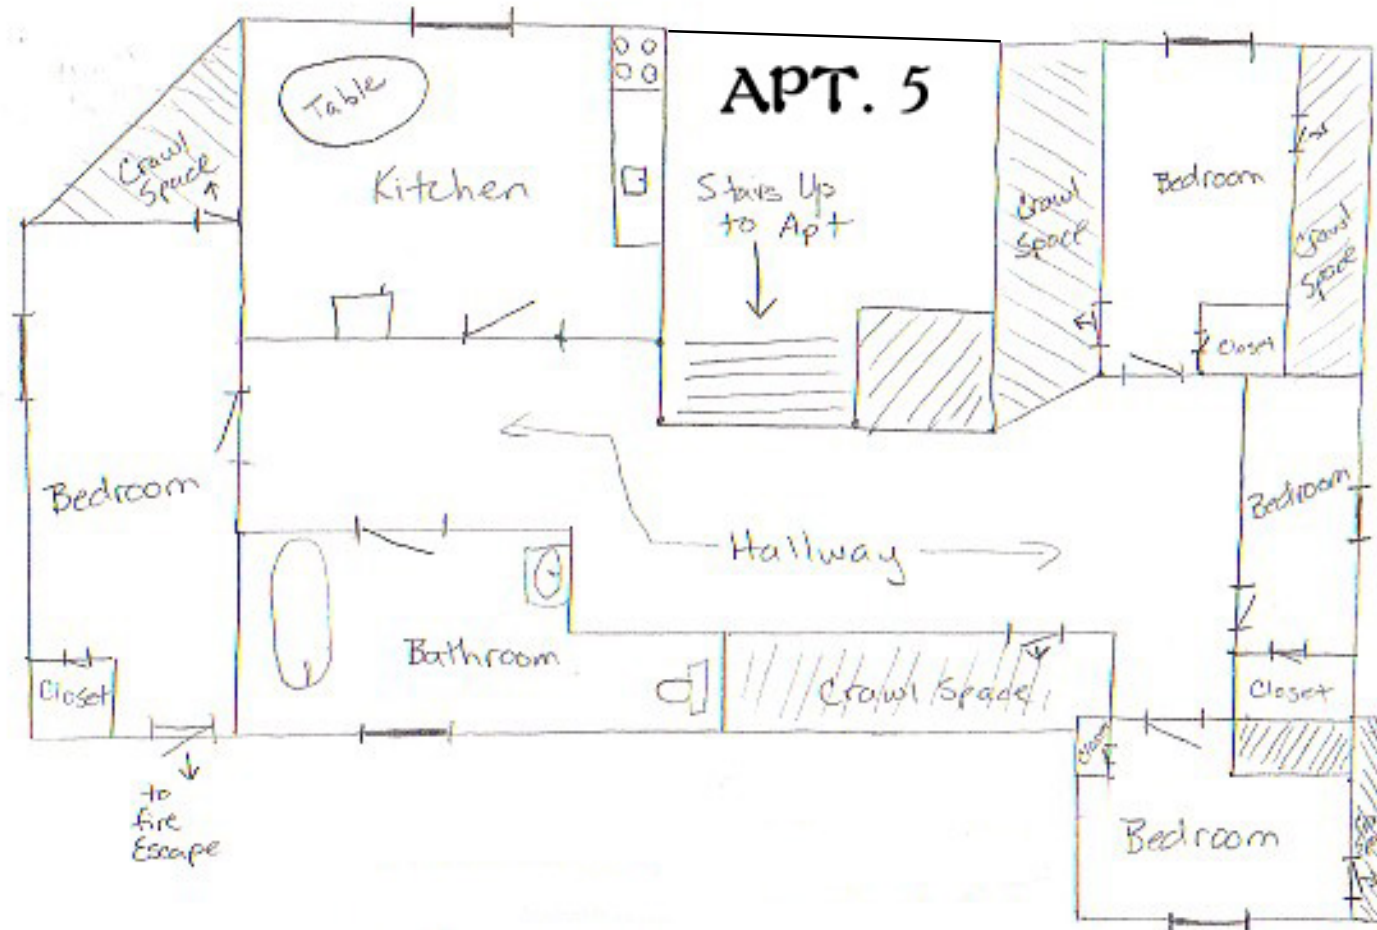 APT. 5
Table
Kitchen
Crawl
Space
Stairs Up
to Apt
Crawl
Space
Bedroom
Crawl
Space
Closet
Bedroom
Bedroom
Hallway
Bathroom
Crawl Space
Closet
Closet
to
fire
Escape
Bedroom